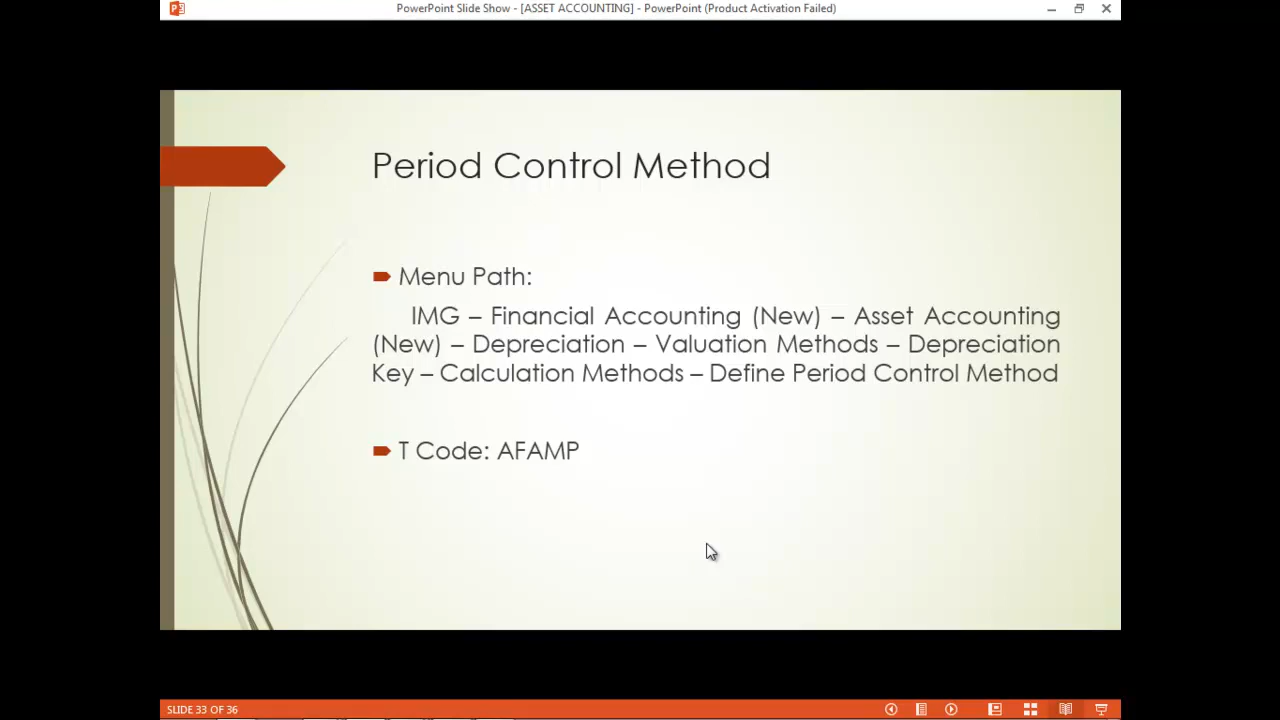 PowerPoint Slide Show - [ASSET ACCOUNTING] - PowerPoint (Product Activation Failed)
Period Control Method
Menu Path:
IMG – Financial Accounting (New) – Asset Accounting
(New) – Depreciation – Valuation Methods – Depreciation
Key – Calculation Methods – Define Period Control Method
T Code: AFAMP
SLIDE 33 OF 36